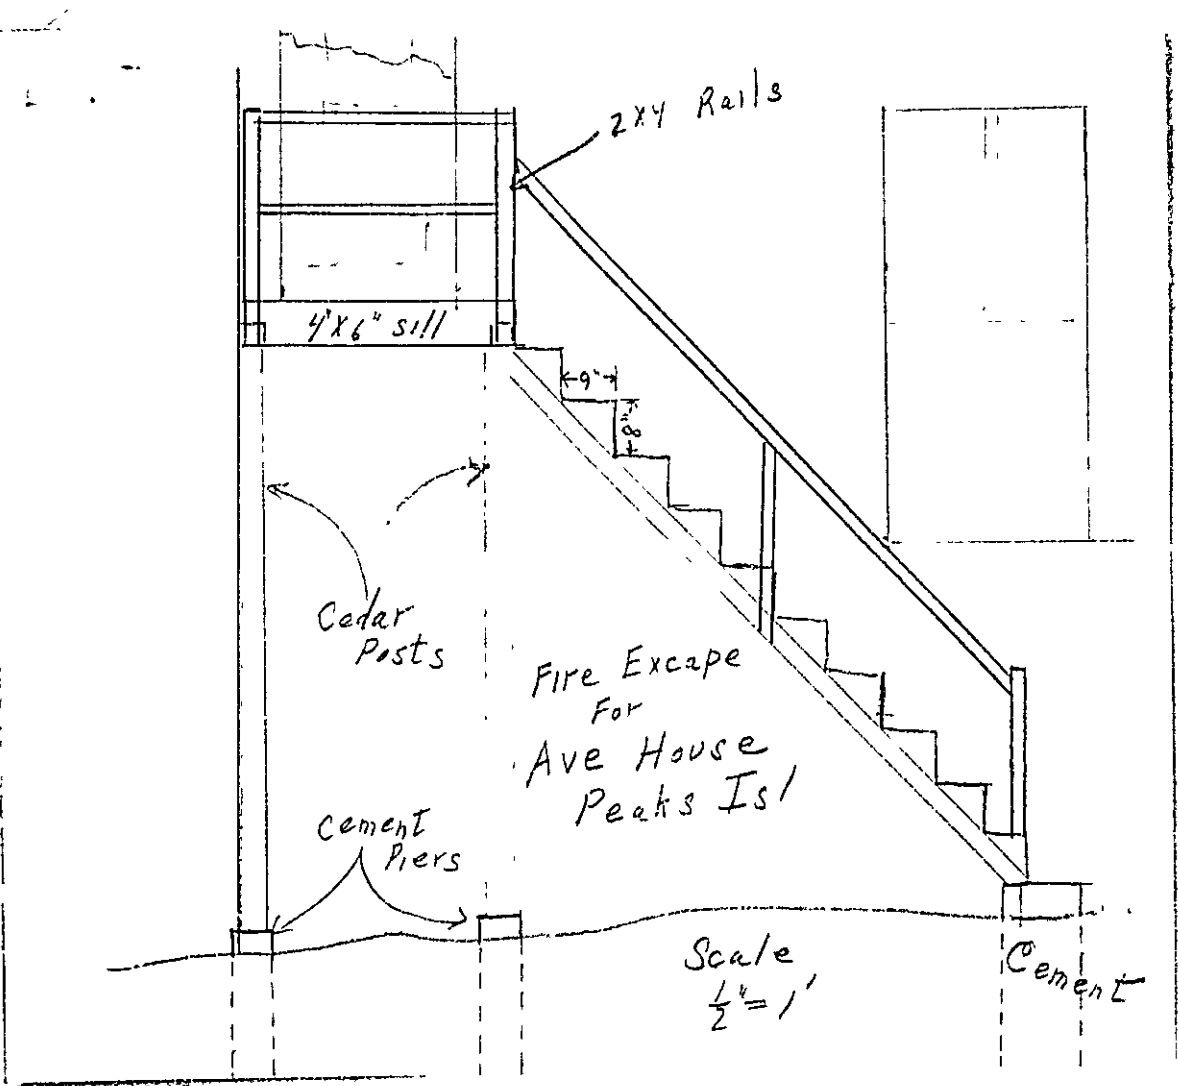 2x4 Rails
4"x6" sill
9"
8"
Cedar
Posts
Fire Excape
For
Ave House
Peaks Isl
Cement
Piers
Scale
1/2"=1'
Cement